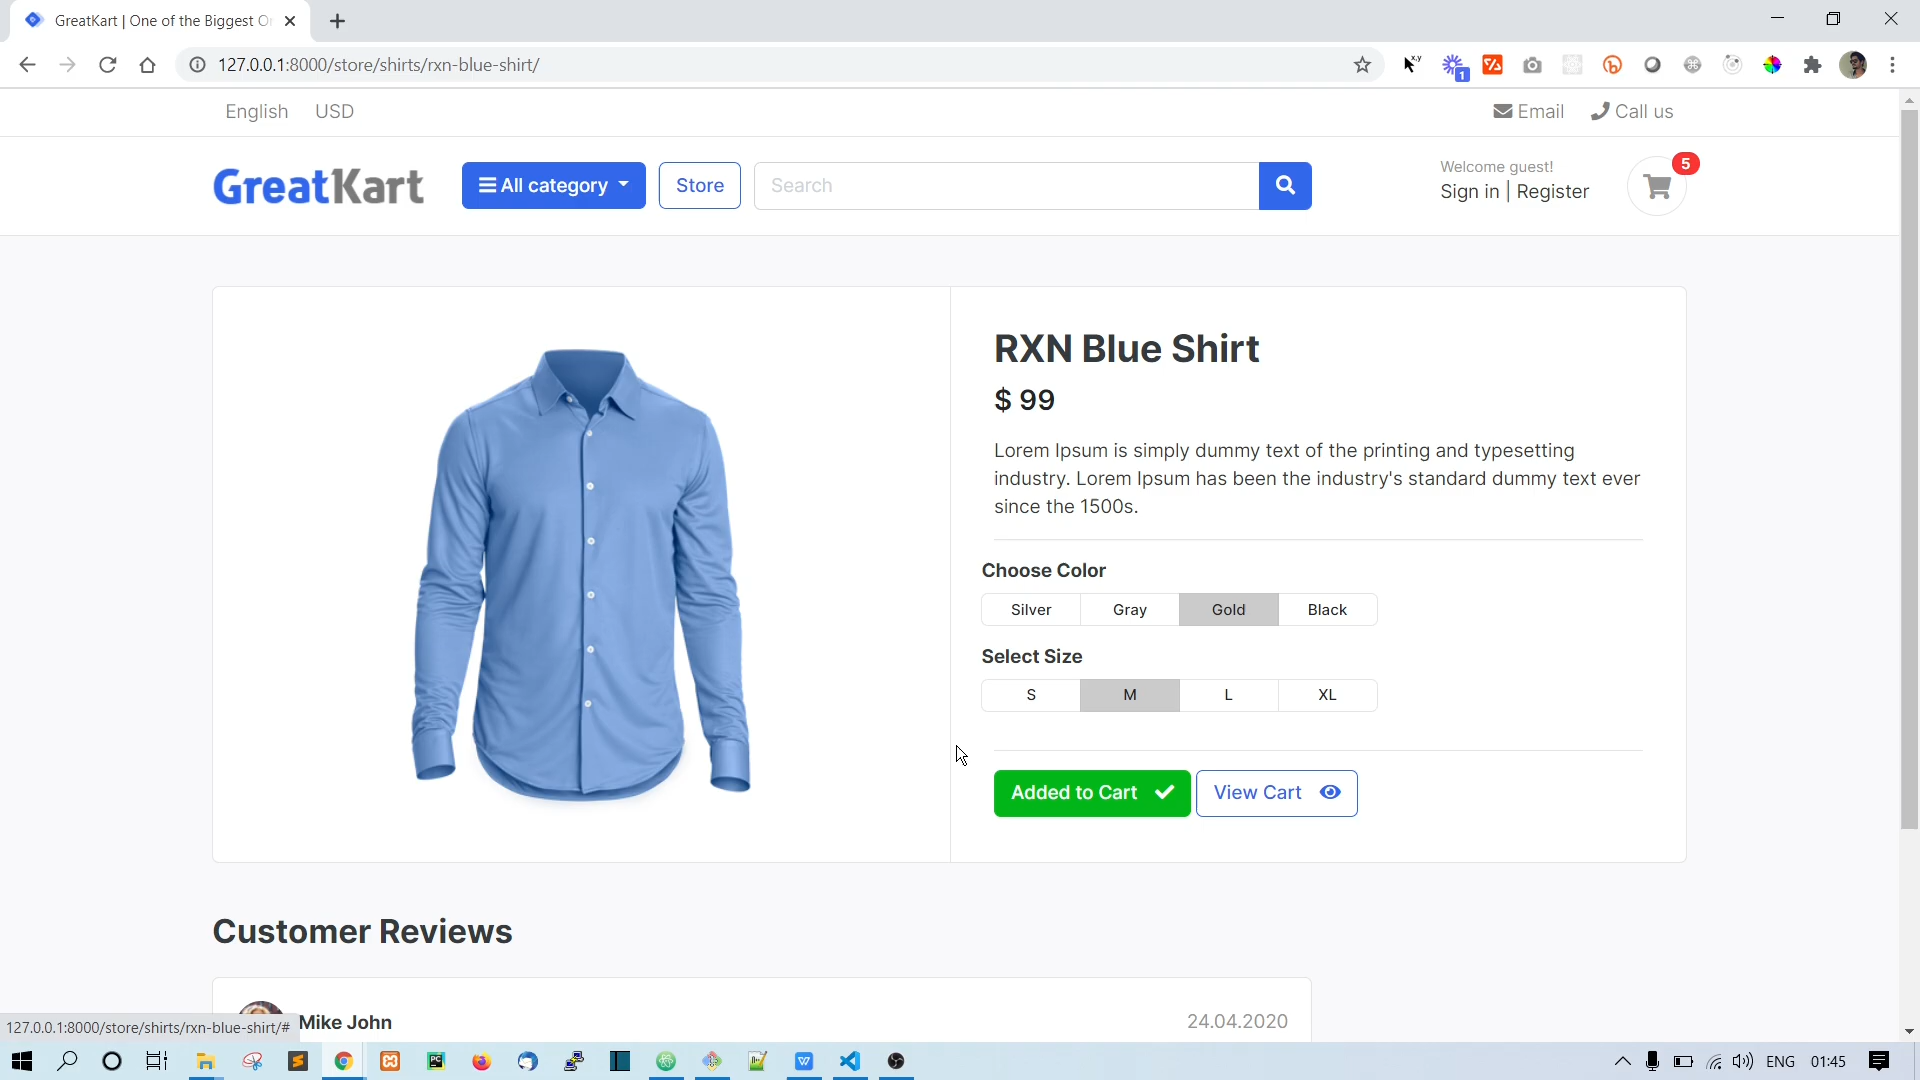 GreatKart | One of the Biggest O
127.0.0.1:8000/store/shirts/rxn-blue-shirt/
1
English USD
Email Call us
GreatKart
All category
Store
Search
Welcome guest!
Sign in | Register
5
RXN Blue Shirt
$ 99
Lorem Ipsum is simply dummy text of the printing and typesetting
industry. Lorem Ipsum has been the industry's standard dummy text ever
since the 1500s.
Choose Color
Silver Gray Gold Black
Select Size
S M L XL
Added to Cart View Cart
Customer Reviews
Mike John
24.04.2020
127.0.0.1:8000/store/shirts/rxn-blue-shirt/#
ENG 01:45